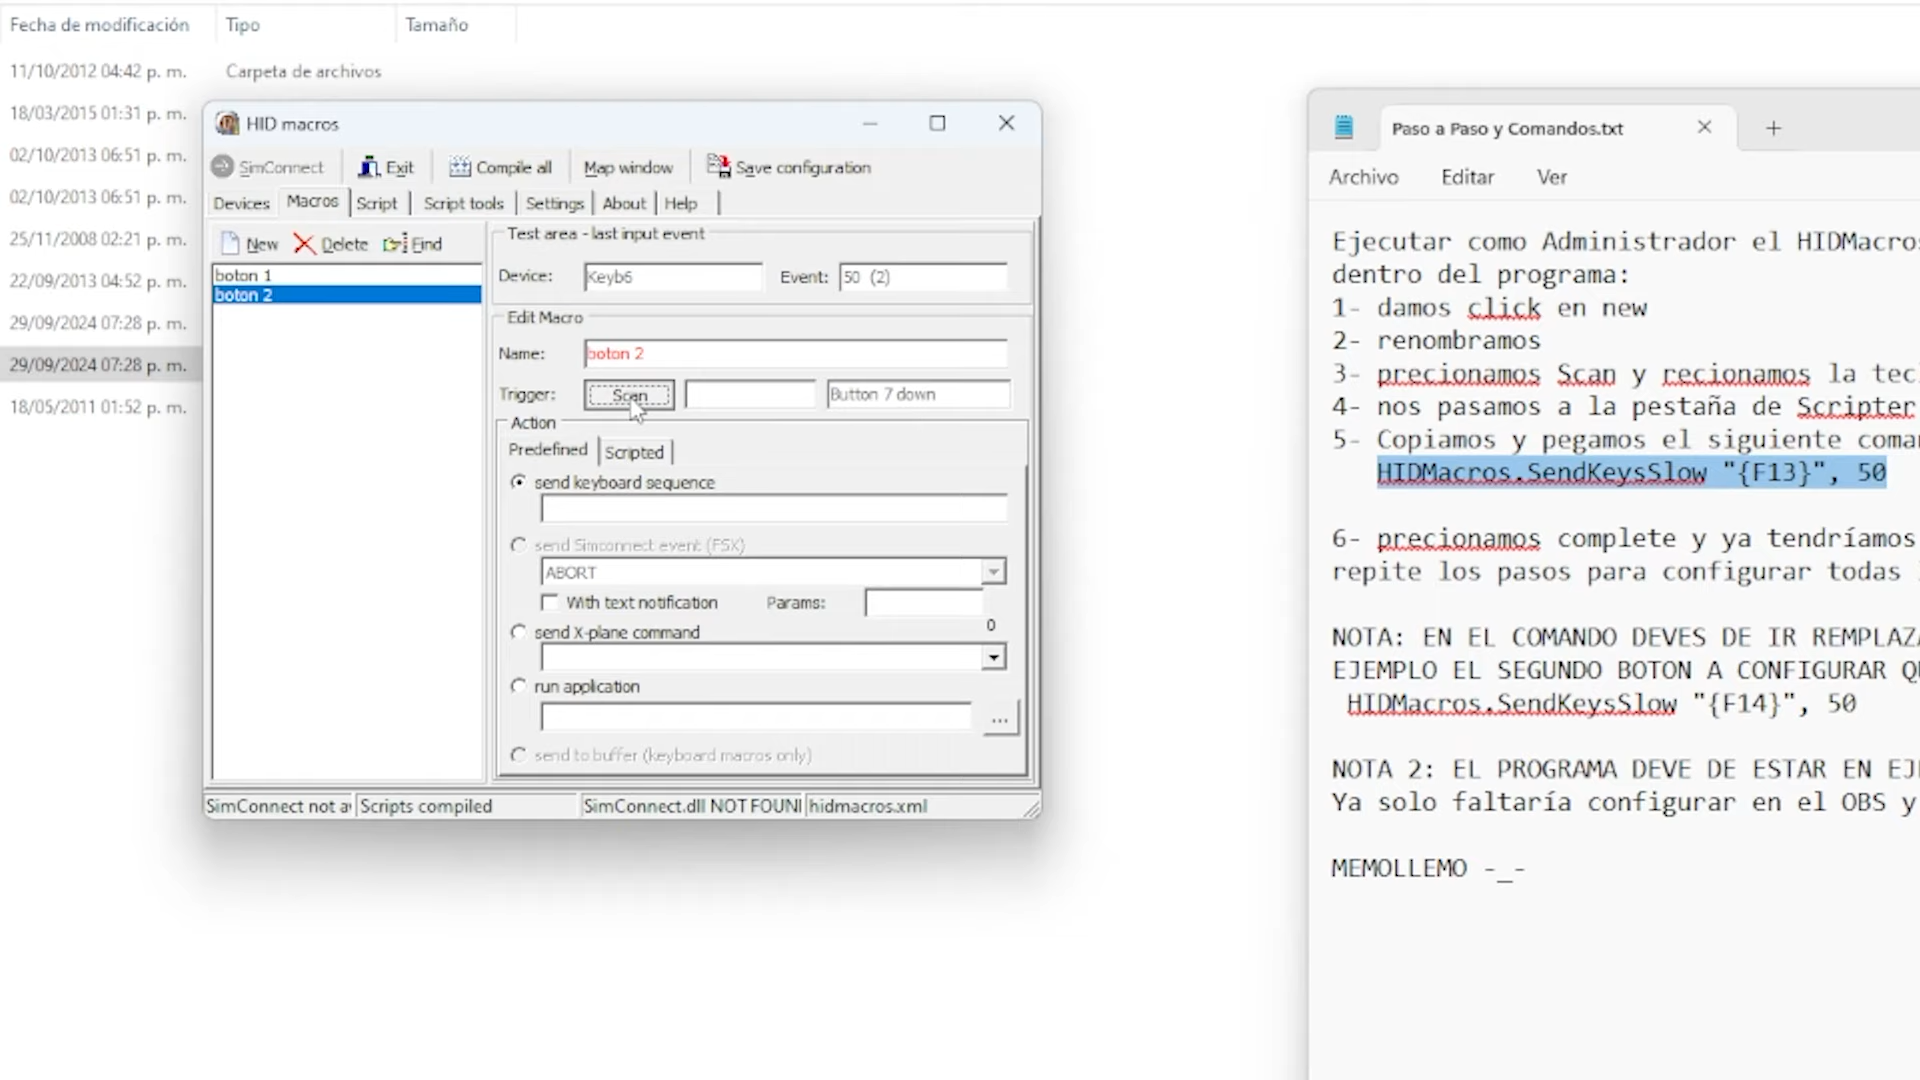 Fecha de modificación Tipo Tamaño
11/10/2012 04:42 p. m. Carpeta de archivos
18/03/2015 01:31 p. m.
02/10/2013 06:51 p. m.
02/10/2013 06:51 p. m.
25/11/2008 02:21 p. m.
22/09/2013 04:52 p. m.
29/09/2024 07:28 p. m.
29/09/2024 07:28 p. m.
18/05/2011 01:52 p. m.
HID macros
SimConnect Exit Compile all Map window Save configuration
Devices Macros Script Script tools Settings About Help
New Delete Find
boton 1
boton 2
Test area - last input event
Device: Keyb6 Event: 50 (2)
Edit Macro
Name: boton 2
Trigger: Scan Button 7 down
Action
Predefined Scripted
send keyboard sequence
send Simconnect event (FSX)
ABORT
With text notification Params:
0
send X-plane command
run application
...
send to buffer (keyboard macros only)
SimConnect not a Scripts compiled SimConnect.dll NOT FOUN hidmacros.xml
Paso a Paso y Comandos.txt
Archivo Editar Ver
Ejecutar como Administrador el HIDMacros
dentro del programa:
1- damos click en new
2- renombramos
3- precionamos Scan y recionamos la tec
4- nos pasamos a la pestaña de Scripter
5- Copiamos y pegamos el siguiente coman
HIDMacros.SendKeysSlow "{F13}", 50
6- precionamos complete y ya tendríamos
repite los pasos para configurar todas
NOTA: EN EL COMANDO DEVES DE IR REMPLAZA
EJEMPLO EL SEGUNDO BOTON A CONFIGURAR QU
HIDMacros.SendKeysSlow "{F14}", 50
NOTA 2: EL PROGRAMA DEVE DE ESTAR EN EJ
Ya solo faltaría configurar en el OBS y
MEMOLLEMO -_-